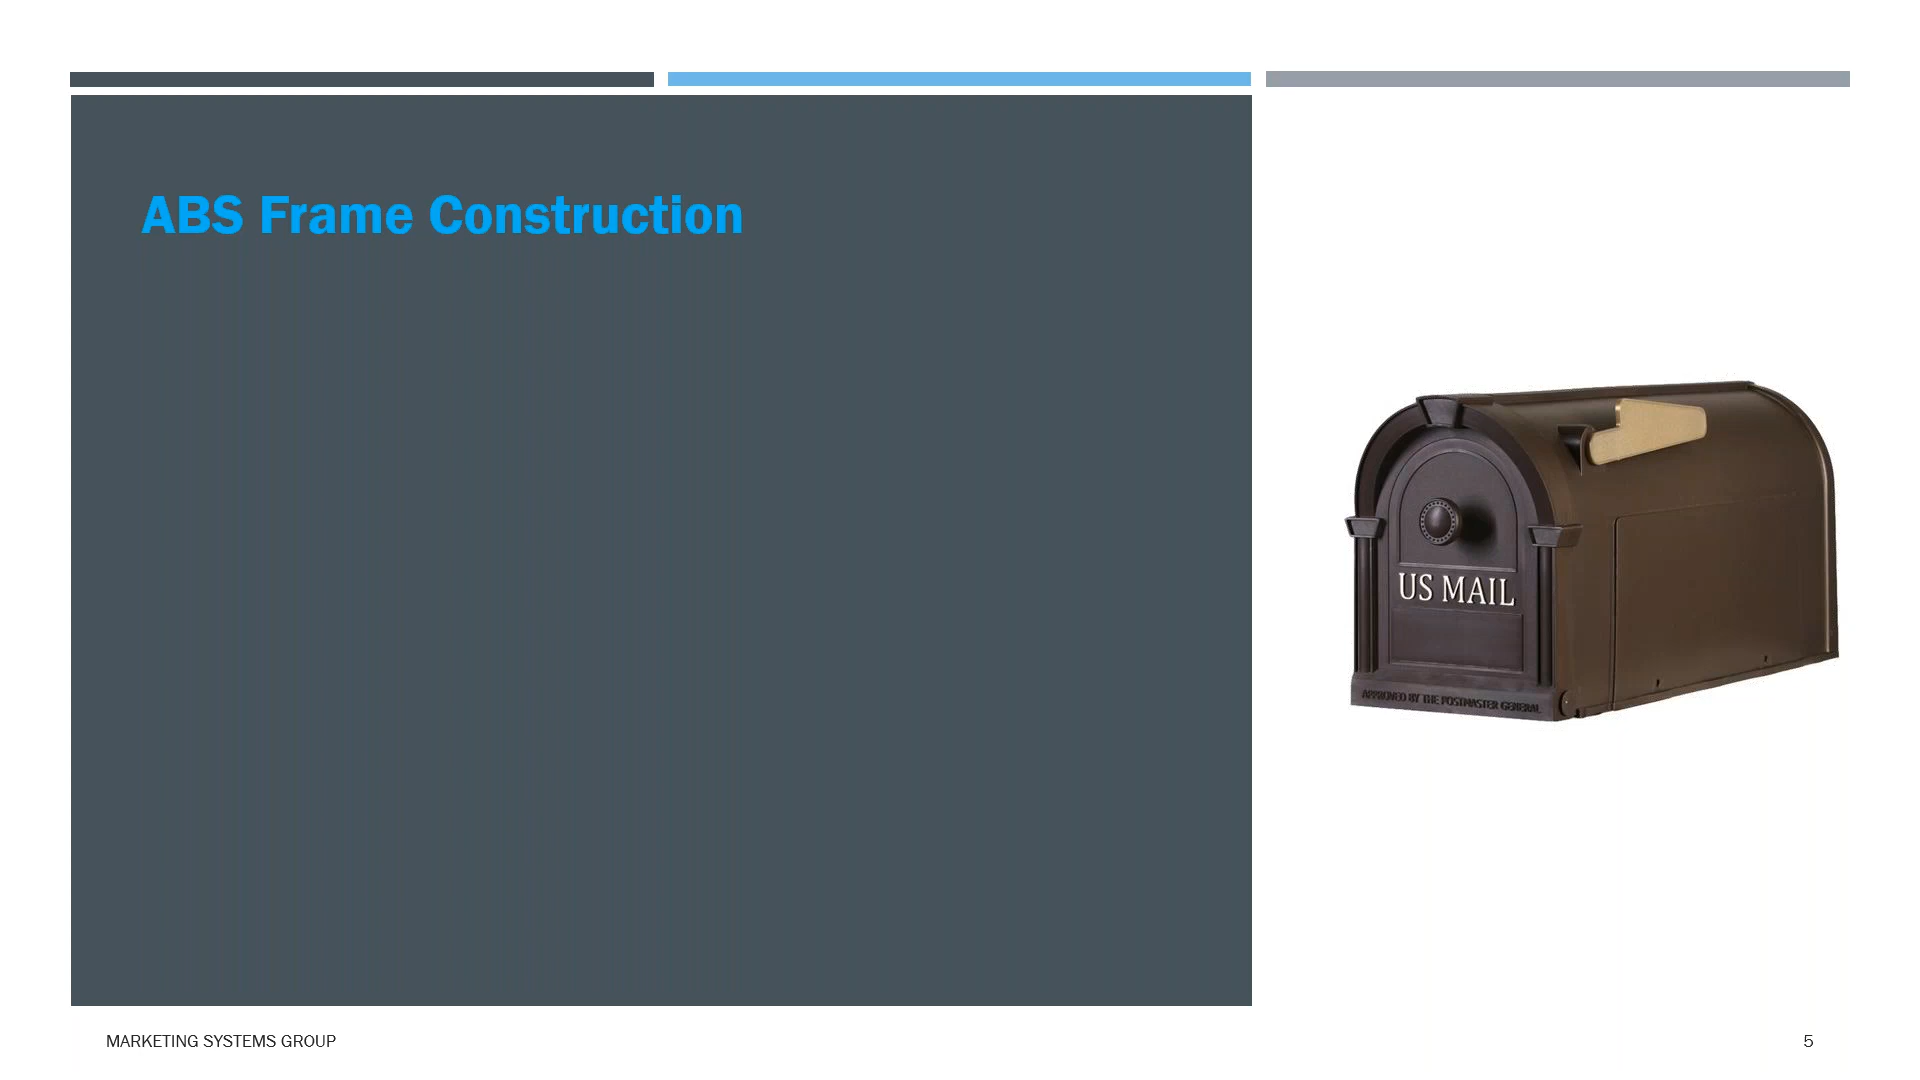 ABS Frame Construction
US MAIL
APPROVED BY THE POSTMASTER GENERAL
MARKETING SYSTEMS GROUP
5